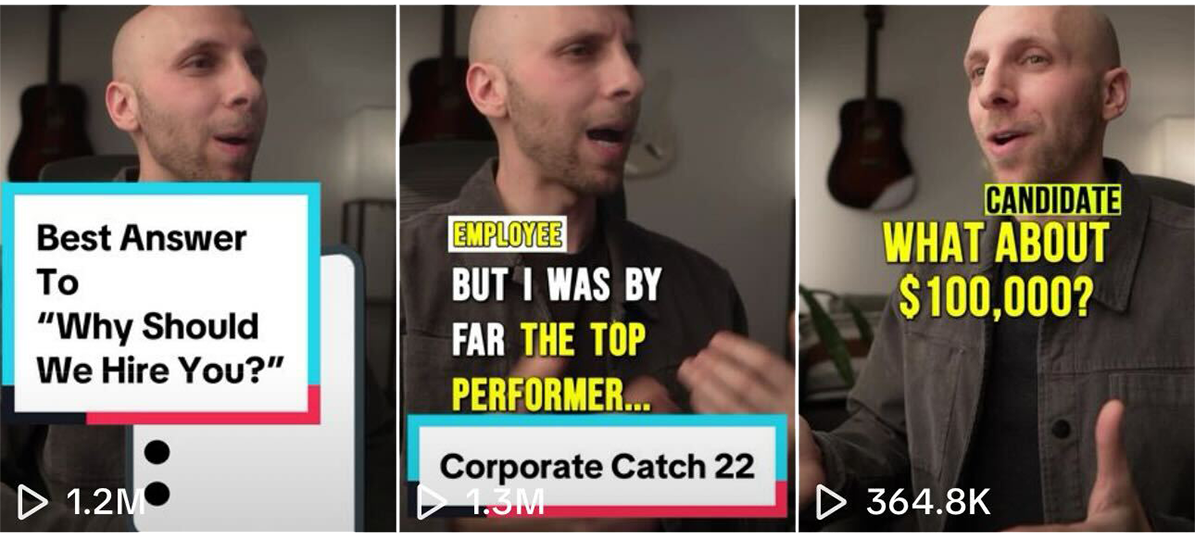 Best Answer
To
“Why Should
We Hire You?”
1.2M
EMPLOYEE
BUT I WAS BY
FAR THE TOP
PERFORMER...
Corporate Catch 22
1.3M
CANDIDATE
WHAT ABOUT
$100,000?
364.8K